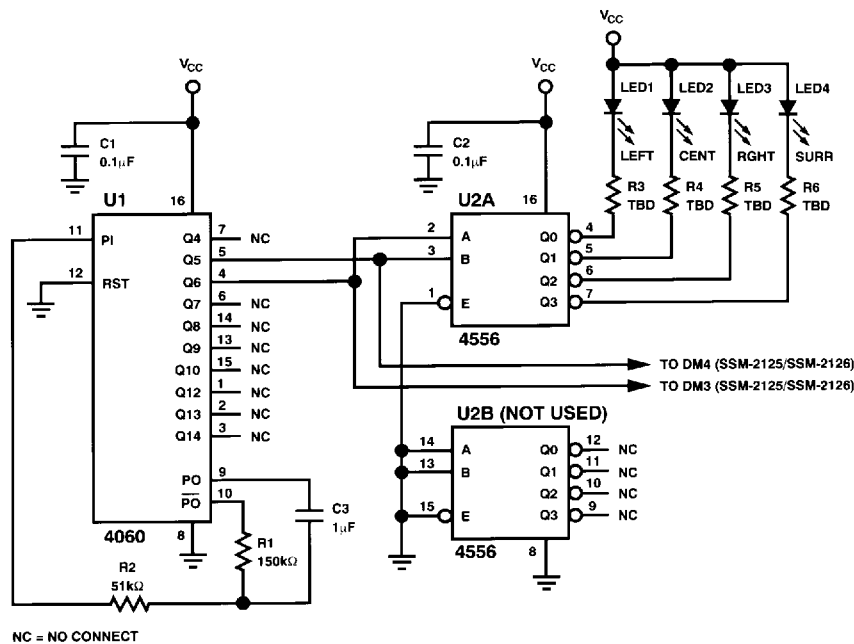 VCC
VCC
VCC
LED1
LED2
LED3
LED4
LEFT
CENT
RGHT
SURR
C1
0.1µF
C2
0.1µF
R3
TBD
R4
TBD
R5
TBD
R6
TBD
U1
16
11
PI
12
RST
Q4
7
NC
Q5
5
Q6
4
Q7
6
NC
Q8
14
NC
Q9
13
NC
Q10
15
NC
Q12
1
NC
Q13
2
NC
Q14
3
NC
PO
9
PO
10
4060
8
C3
1µF
R1
150kΩ
R2
51kΩ
U2A
16
2
A
3
B
1
E
Q0
4
Q1
5
Q2
6
Q3
7
4556
TO DM4 (SSM-2125/SSM-2126)
TO DM3 (SSM-2125/SSM-2126)
U2B (NOT USED)
14
A
13
B
15
E
Q0
12
NC
Q1
11
NC
Q2
10
NC
Q3
9
NC
4556
8
NC = NO CONNECT